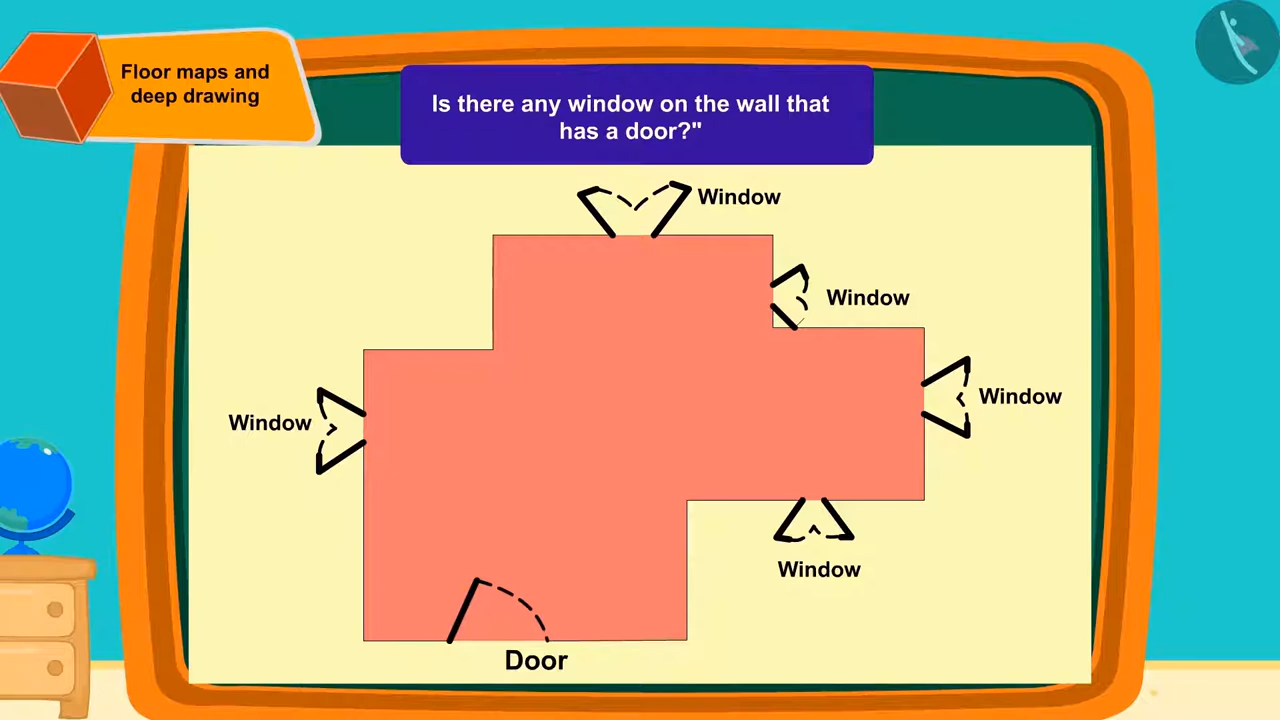 Floor maps and
deep drawing
Is there any window on the wall that
has a door?"
Window
Window
Window
Window
Window
Door